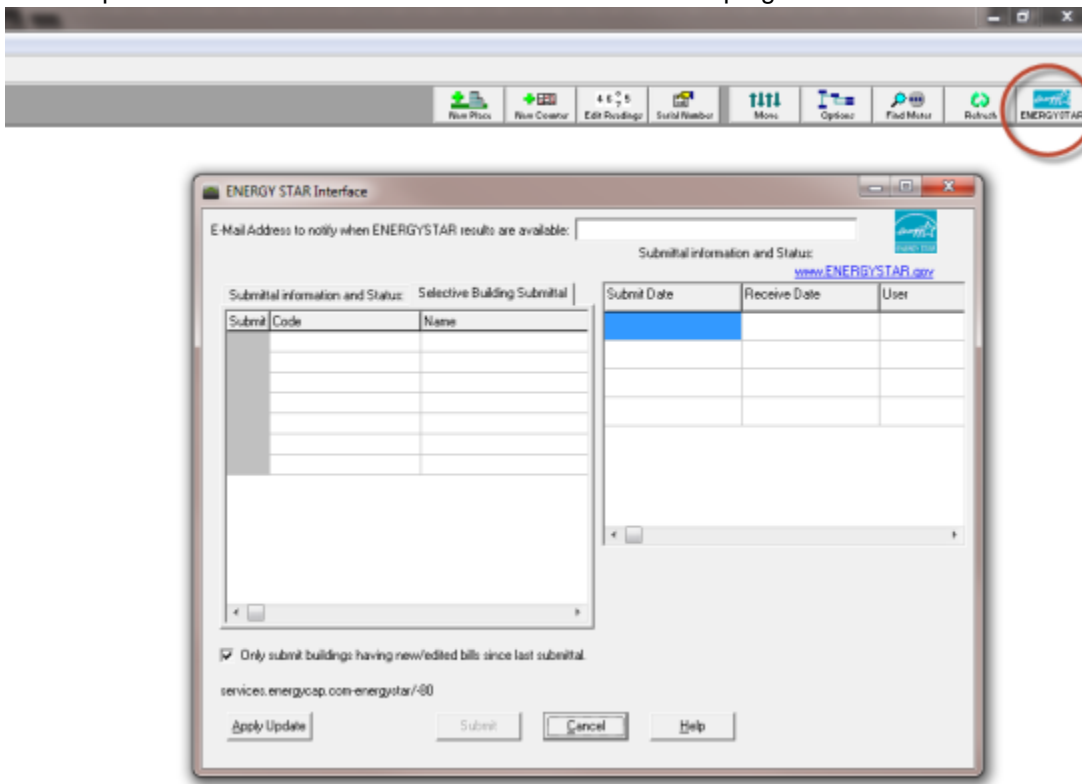 New Place New Counter Edit Readings Serial Number Move Options Find Meter Refresh ENERGYSTAR
ENERGY STAR Interface
E-Mail Address to notify when ENERGYSTAR results are available:
Submittal information and Status:
www.ENERGYSTAR.gov
Submittal information and Status: Selective Building Submittal
Submit Code Name
Submit Date Receive Date User
Only submit buildings having new/edited bills since last submittal.
services.energycap.com-energystar/-80
Apply Update Submit Cancel Help